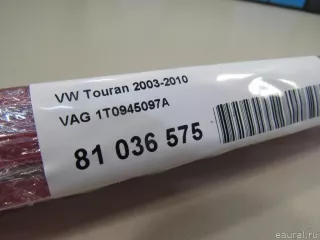 VW Touran 2003-2010
VAG 1T0945097A
81 036 575
eaural.ru